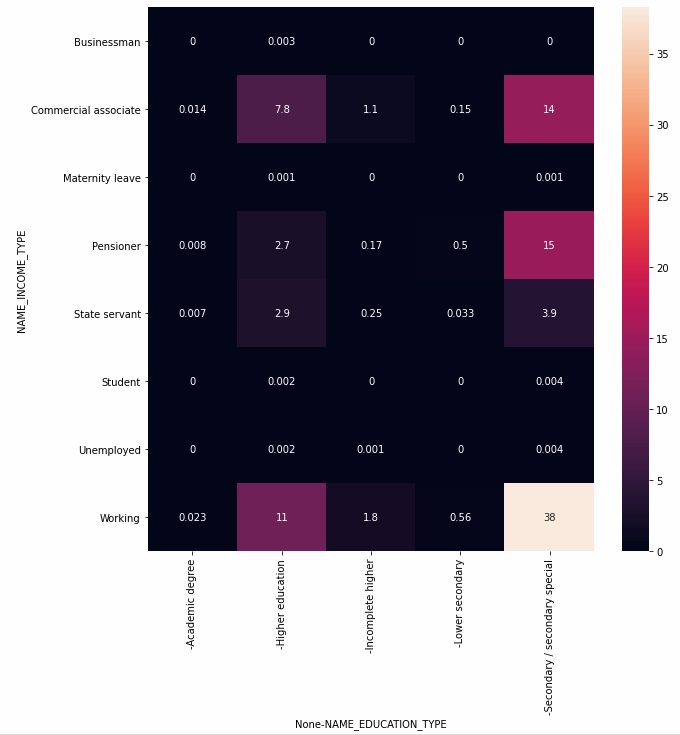 Businessman 0 0.003 0 0 0
Commercial associate 0.014 7.8 1.1 0.15 14
Maternity leave 0 0.001 0 0 0.001
Pensioner 0.008 2.7 0.17 0.5 15
State servant 0.007 2.9 0.25 0.033 3.9
Student 0 0.002 0 0 0.004
Unemployed 0 0.002 0.001 0 0.004
Working 0.023 11 1.8 0.56 38
NAME_INCOME_TYPE
-Academic degree
-Higher education
-Incomplete higher
-Lower secondary
-Secondary / secondary special
None-NAME_EDUCATION_TYPE
35
30
25
20
15
10
5
0